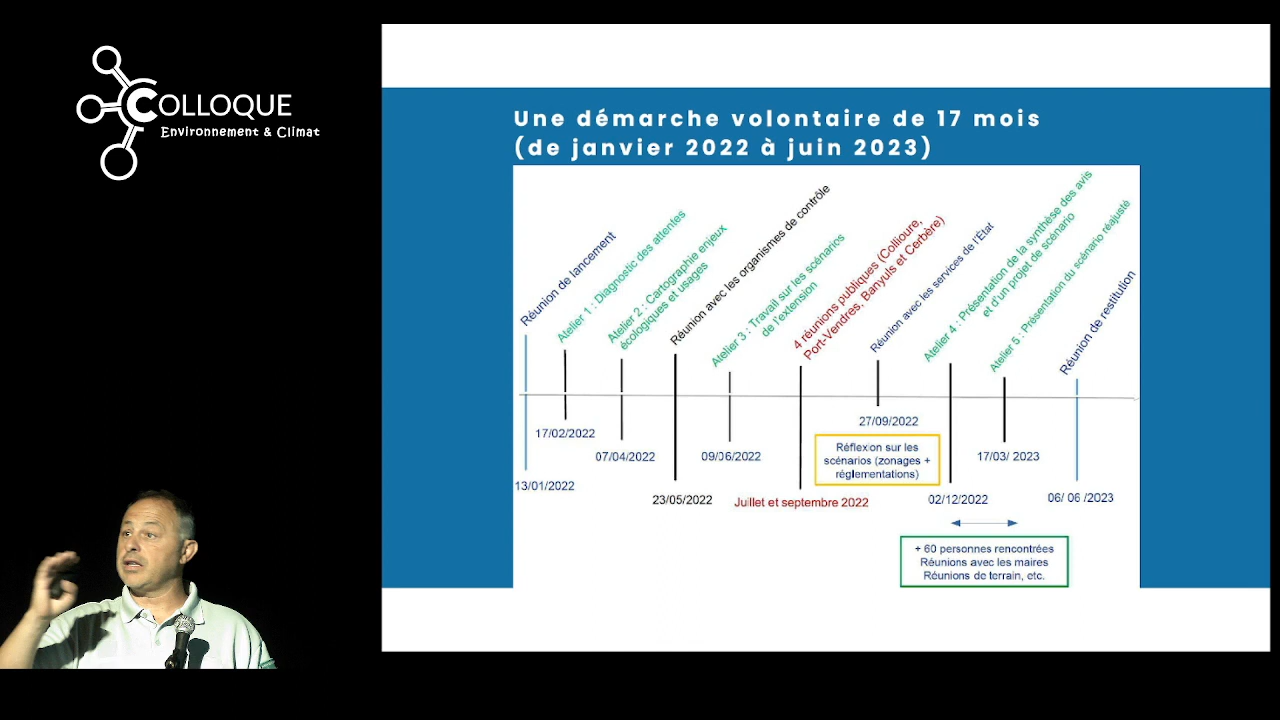 COLLOQUE
Environnement & Climat
Une démarche volontaire de 17 mois
(de janvier 2022 à juin 2023)
Réunion de lancement
Atelier 1 : Diagnostic des attentes
Atelier 2 : Cartographie enjeux
écologiques et usages
Réunion avec les organismes de contrôle
Atelier 3 : Travail sur les scénarios
de l'extension
4 réunions publiques (Collioure,
Port-Vendres, Banyuls et Cerbère)
Réunion avec les services de l'État
Atelier 4 : Présentation de la synthèse des avis
et d'un projet de scénario
Atelier 5 : Présentation du scénario réajusté
Réunion de restitution
13/01/2022
17/02/2022
07/04/2022
23/05/2022
09/06/2022
Juillet et septembre 2022
27/09/2022
Réflexion sur les
scénarios (zonages +
réglementations)
02/12/2022
17/03/ 2023
06/ 06 /2023
+ 60 personnes rencontrées
Réunions avec les maires
Réunions de terrain, etc.